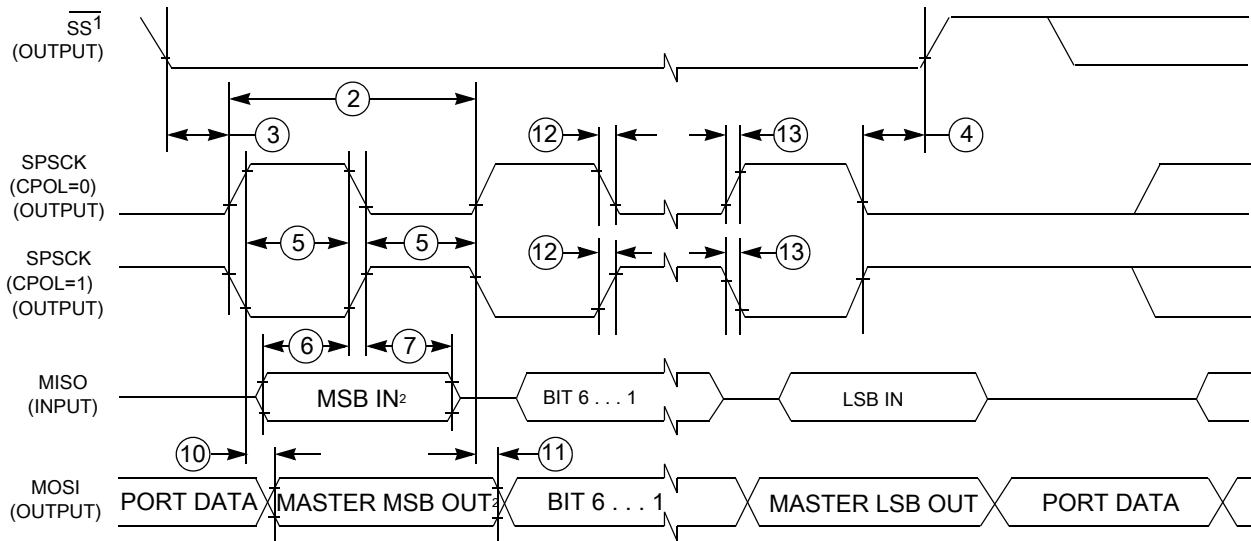 SS1
(OUTPUT)
2
3
12
13
4
SPSCK
(CPOL=0)
(OUTPUT)
5
5
SPSCK
(CPOL=1)
(OUTPUT)
12
13
6
7
MISO
(INPUT)
MSB IN2
BIT 6 . . . 1
LSB IN
10
11
MOSI
(OUTPUT)
PORT DATA
MASTER MSB OUT2
BIT 6 . . . 1
MASTER LSB OUT
PORT DATA